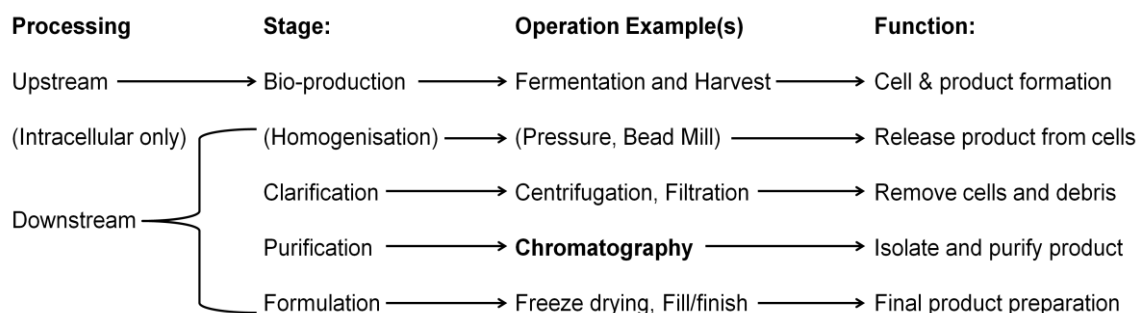 Processing Stage: Operation Example(s) Function:
Upstream Bio-production Fermentation and Harvest Cell & product formation
(Intracellular only) (Homogenisation) (Pressure, Bead Mill) Release product from cells
Clarification Centrifugation, Filtration Remove cells and debris
Downstream
Purification Chromatography Isolate and purify product
Formulation Freeze drying, Fill/finish Final product preparation